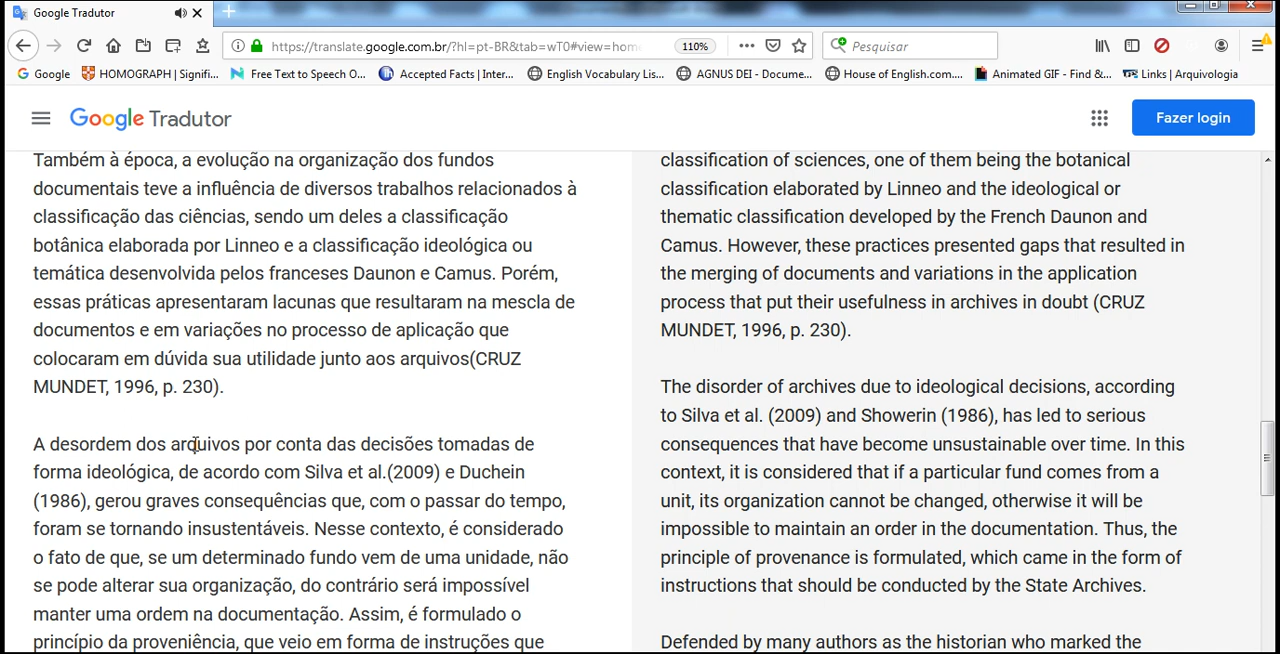 Google Tradutor
https://translate.google.com.br/?hl=pt-BR&tab=wT0#view=hom
110%
Pesquisar
Google
HOMOGRAPH | Signifi...
Free Text to Speech O...
Accepted Facts | Inter...
English Vocabulary Lis...
AGNUS DEI - Docume...
House of English.com....
Animated GIF - Find &...
Links | Arquivologia
Google Tradutor
Fazer login
Também à época, a evolução na organização dos fundos
documentais teve a influência de diversos trabalhos relacionados à
classificação das ciências, sendo um deles a classificação
botânica elaborada por Linneo e a classificação ideológica ou
temática desenvolvida pelos franceses Daunon e Camus. Porém,
essas práticas apresentaram lacunas que resultaram na mescla de
documentos e em variações no processo de aplicação que
colocaram em dúvida sua utilidade junto aos arquivos(CRUZ
MUNDET, 1996, p. 230).
A desordem dos arquivos por conta das decisões tomadas de
forma ideológica, de acordo com Silva et al.(2009) e Duchein
(1986), gerou graves consequências que, com o passar do tempo,
foram se tornando insustentáveis. Nesse contexto, é considerado
o fato de que, se um determinado fundo vem de uma unidade, não
se pode alterar sua organização, do contrário será impossível
manter uma ordem na documentação. Assim, é formulado o
princípio da proveniência, que veio em forma de instruções que
classification of sciences, one of them being the botanical
classification elaborated by Linneo and the ideological or
thematic classification developed by the French Daunon and
Camus. However, these practices presented gaps that resulted in
the merging of documents and variations in the application
process that put their usefulness in archives in doubt (CRUZ
MUNDET, 1996, p. 230).
The disorder of archives due to ideological decisions, according
to Silva et al. (2009) and Showerin (1986), has led to serious
consequences that have become unsustainable over time. In this
context, it is considered that if a particular fund comes from a
unit, its organization cannot be changed, otherwise it will be
impossible to maintain an order in the documentation. Thus, the
principle of provenance is formulated, which came in the form of
instructions that should be conducted by the State Archives.
Defended by many authors as the historian who marked the